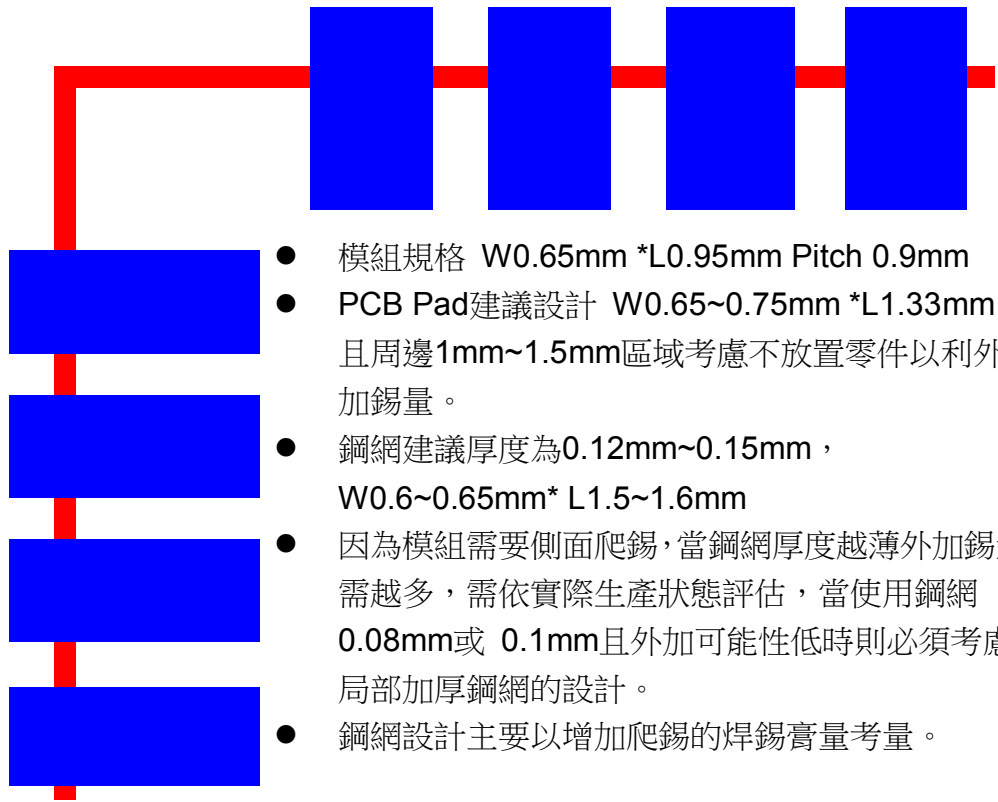 ● 模組規格 W0.65mm *L0.95mm Pitch 0.9mm
● PCB Pad建議設計 W0.65~0.75mm *L1.33mm
且周邊1mm~1.5mm區域考慮不放置零件以利外
加錫量。
● 鋼網建議厚度為0.12mm~0.15mm，
W0.6~0.65mm* L1.5~1.6mm
● 因為模組需要側面爬錫，當鋼網厚度越薄外加錫
需越多，需依實際生產狀態評估，當使用鋼網
0.08mm或 0.1mm且外加可能性低時則必須考慮
局部加厚鋼網的設計。
● 鋼網設計主要以增加爬錫的焊錫膏量考量。